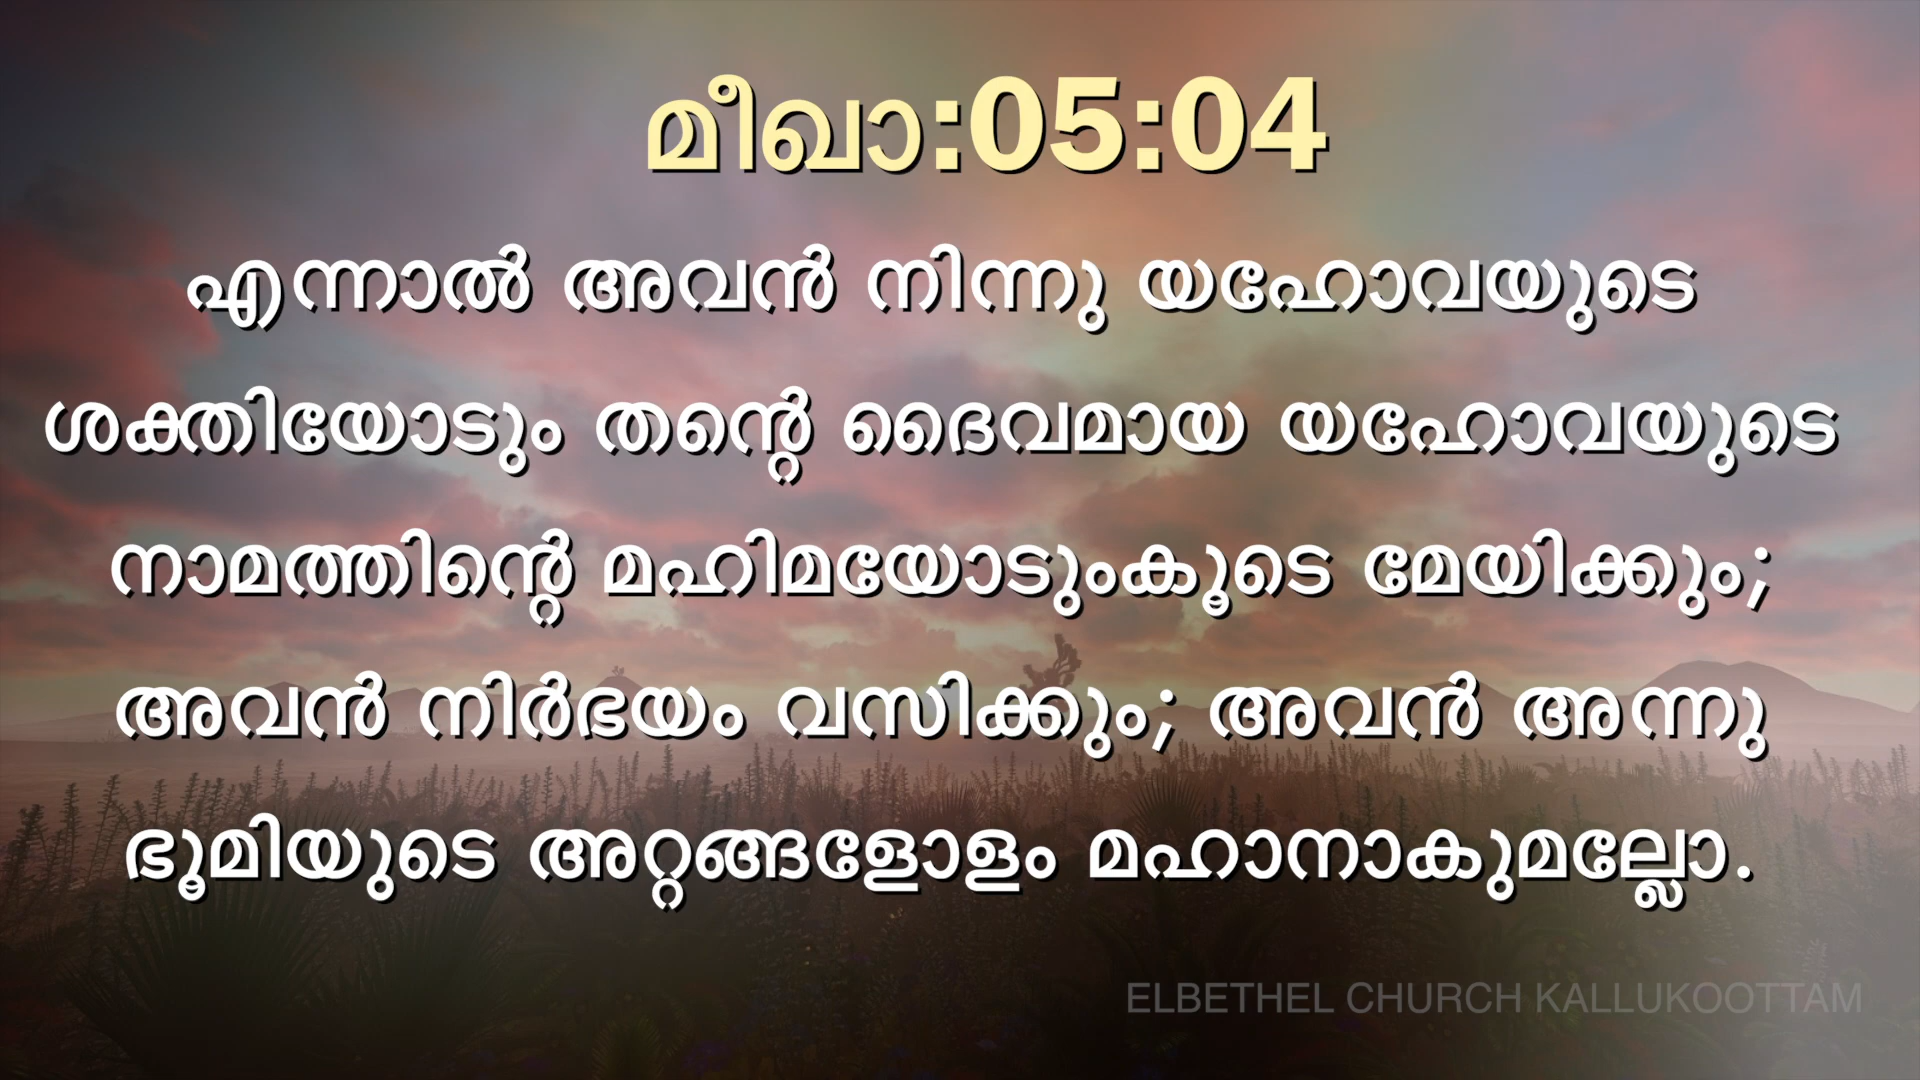 മീഖാ:05:04
എന്നാൽ അവൻ നിന്നു യഹോവയുടെ
ശക്തിയോടും തന്റെ ദൈവമായ യഹോവയുടെ
നാമത്തിന്റെ മഹിമയോടുംകൂടെ മേയിക്കും;
അവൻ നിർഭയം വസിക്കും; അവൻ അന്നു
ഭൂമിയുടെ അറ്റങ്ങളോളം മഹാനാകുമല്ലോ.
ELBETHEL CHURCH KALLUKOOTTAM